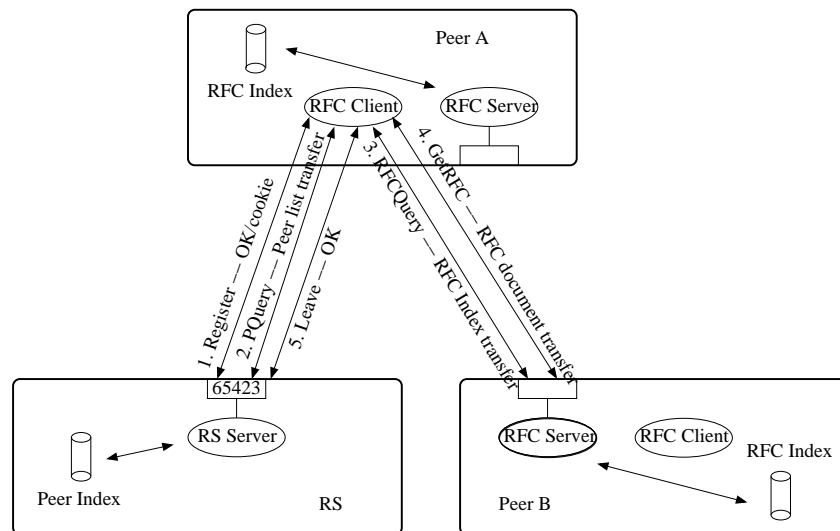 Peer A
RFC Index
RFC Client
RFC Server
1. Register ---- OK/cookie
2. PQuery ---- Peer list transfer
5. Leave ---- OK
3. RFCQuery ---- RFC Index transfer
4. GetRFC ---- RFC document transfer
65423
RS Server
Peer Index
RS
RFC Server
RFC Client
RFC Index
Peer B